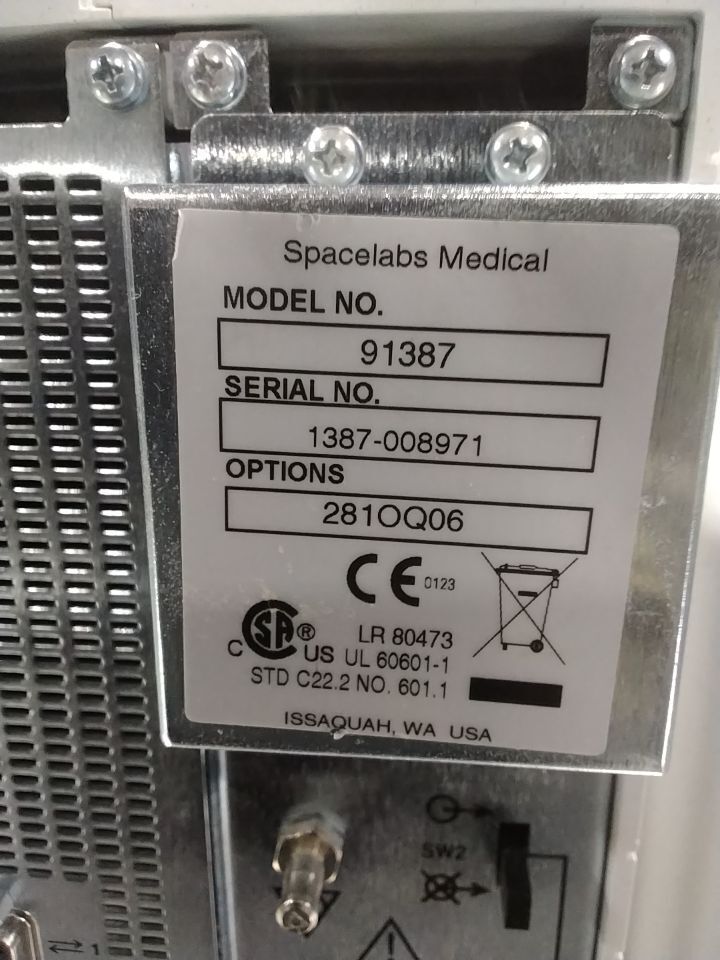 Spacelabs Medical
MODEL NO.
91387
SERIAL NO.
1387-008971
OPTIONS
281OQ06
CE 0123
C SA ® US
LR 80473
UL 60601-1
STD C22.2 NO. 601.1
ISSAQUAH, WA USA
SW2
1